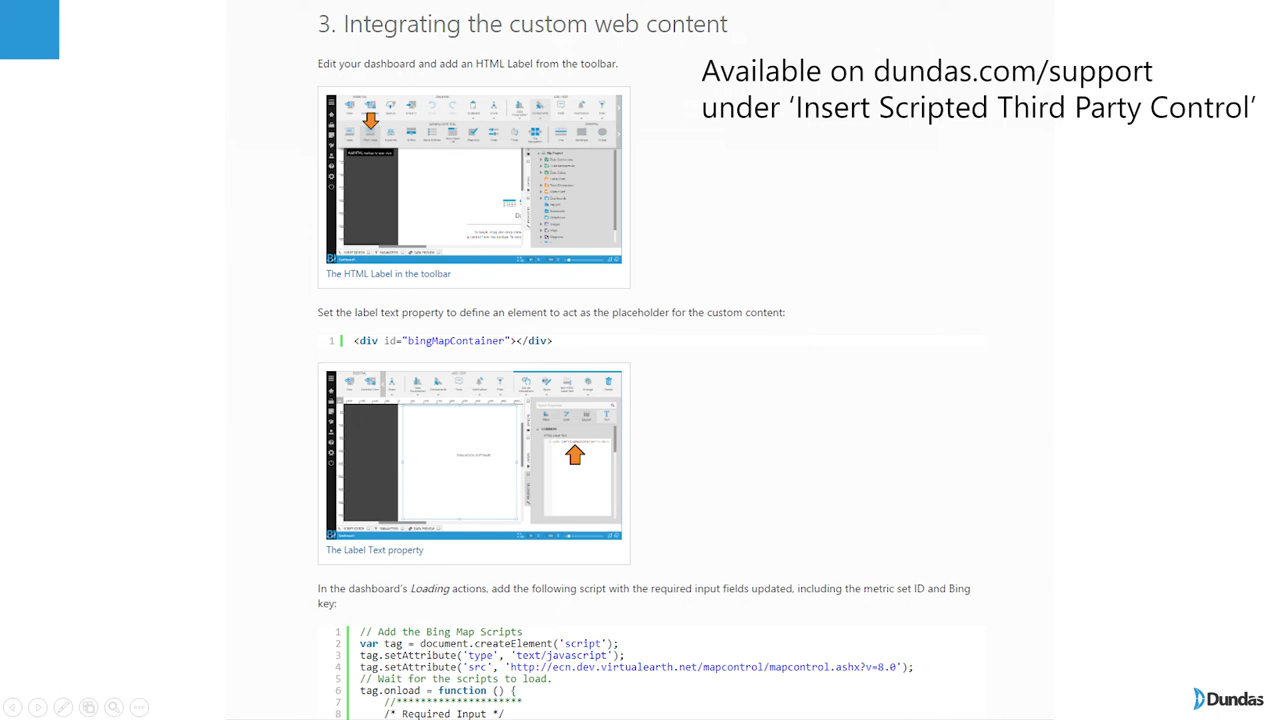 3. Integrating the custom web content
Available on dundas.com/support
under ‘Insert Scripted Third Party Control’
Edit your dashboard and add an HTML Label from the toolbar.
The HTML Label in the toolbar
Set the label text property to define an element to act as the placeholder for the custom content:
1 <div id="bingMapContainer"></div>
The Label Text property
In the dashboard's Loading actions, add the following script with the required input fields updated, including the metric set ID and Bing
key:
1 // Add the Bing Map Scripts
2 var tag = document.createElement('script');
3 tag.setAttribute('type', 'text/javascript');
4 tag.setAttribute('src', 'http://ecn.dev.virtualearth.net/mapcontrol/mapcontrol.ashx?v=8.0');
5 // Wait for the scripts to load.
6 tag.onload = function () {
7 //*********************
8 /* Required Input */
Dundas